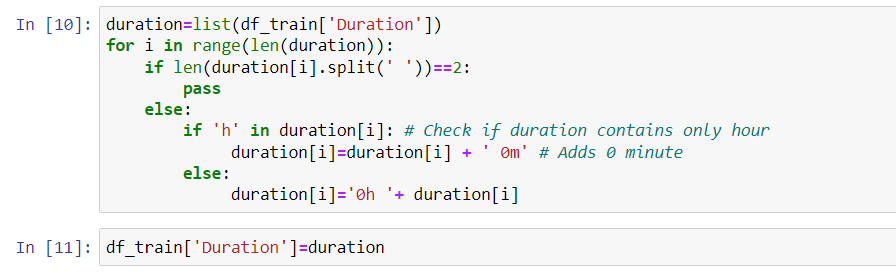 In [10]: duration=list(df_train['Duration'])
for i in range(len(duration)):
    if len(duration[i].split(' '))==2:
        pass
    else:
        if 'h' in duration[i]: # Check if duration contains only hour
            duration[i]=duration[i] + ' 0m' # Adds 0 minute
        else:
            duration[i]='0h '+ duration[i]
In [11]: df_train['Duration']=duration